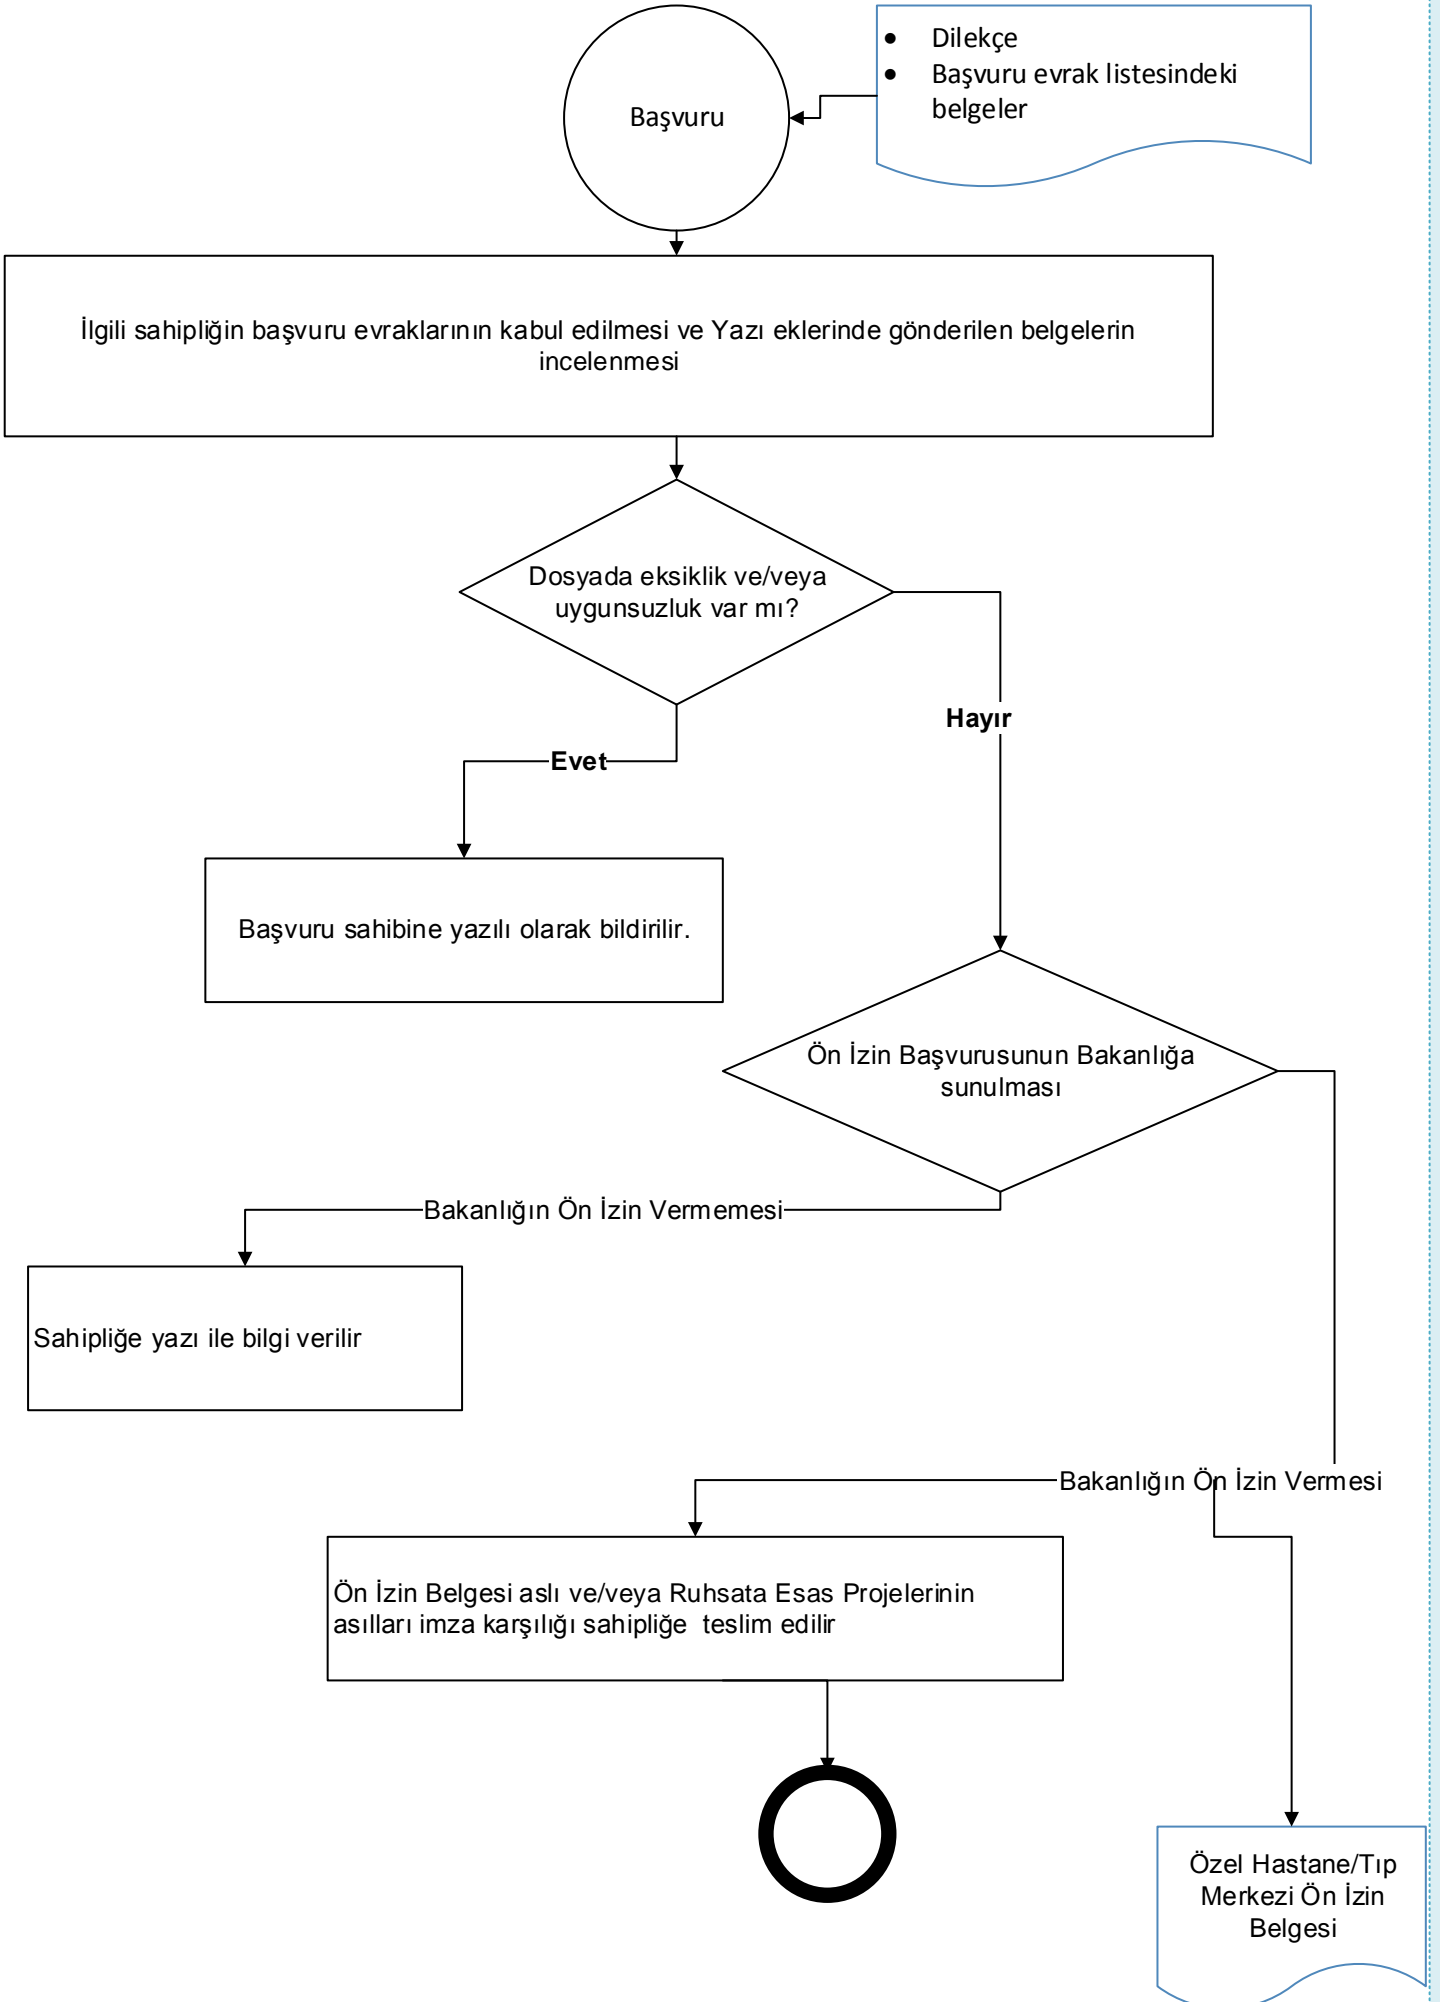 Başvuru
• Dilekçe
• Başvuru evrak listesindeki
belgeler
İlgili sahipliğin başvuru evraklarının kabul edilmesi ve Yazı eklerinde gönderilen belgelerin
incelenmesi
Dosyada eksiklik ve/veya
uygunsuzluk var mı?
Hayır
Evet
Başvuru sahibine yazılı olarak bildirilir.
Ön İzin Başvurusunun Bakanlığa
sunulması
Bakanlığın Ön İzin Vermemesi
Sahipliğe yazı ile bilgi verilir
Bakanlığın Ön İzin Vermesi
Ön İzin Belgesi aslı ve/veya Ruhsata Esas Projelerinin
asılları imza karşılığı sahipliğe  teslim edilir
Özel Hastane/Tıp
Merkezi Ön İzin
Belgesi